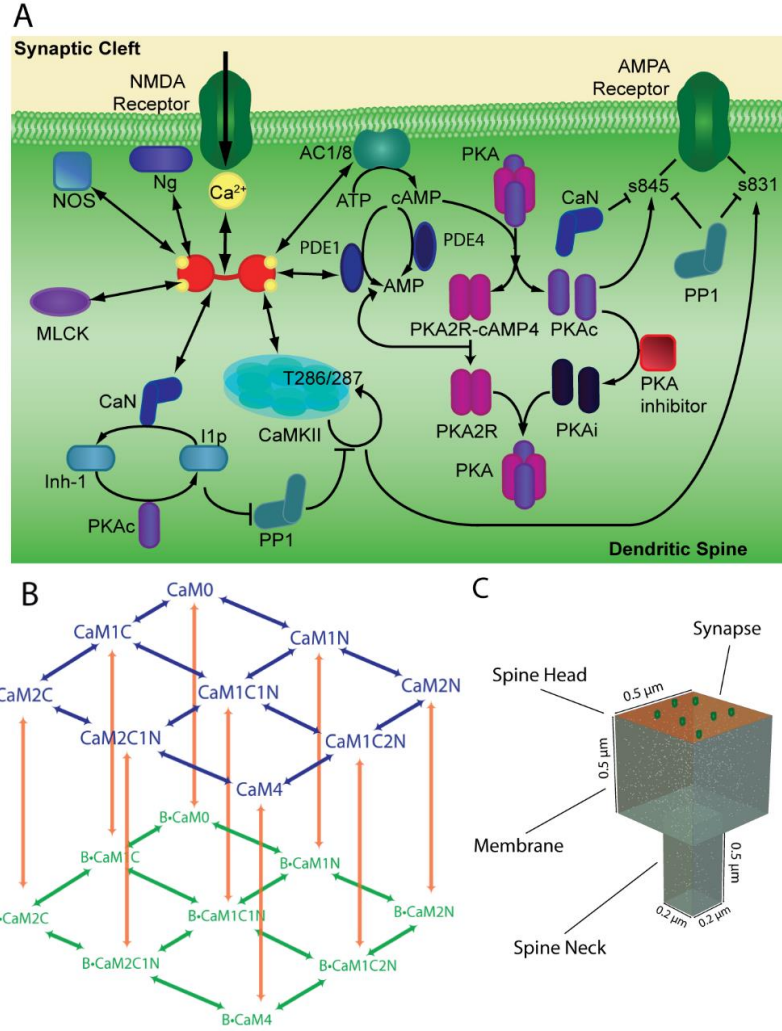 A
Synaptic Cleft
NMDA
Receptor
AMPA
Receptor
NOS
Ng
Ca2+
AC1/8
ATP
cAMP
PKA
CaN
s845
s831
PDE1
PDE4
AMP
PP1
MLCK
PKA2R-cAMP4
PKAc
T286/287
CaMKII
CaN
PKA
inhibitor
PKA2R
PKAi
I1p
Inh-1
PKAc
PP1
PKA
Dendritic Spine
B
CaM0
CaM1C
CaM1N
CaM2C
CaM1C1N
CaM2N
CaM2C1N
CaM1C2N
CaM4
B•CaM0
B•CaM1C
B•CaM1N
•CaM2C
B•CaM1C1N
B•CaM2N
B•CaM2C1N
B•CaM1C2N
B•CaM4
C
Synapse
Spine Head
0.5 µm
0.5 µm
Membrane
0.5 µm
0.2 µm
0.2 µm
Spine Neck